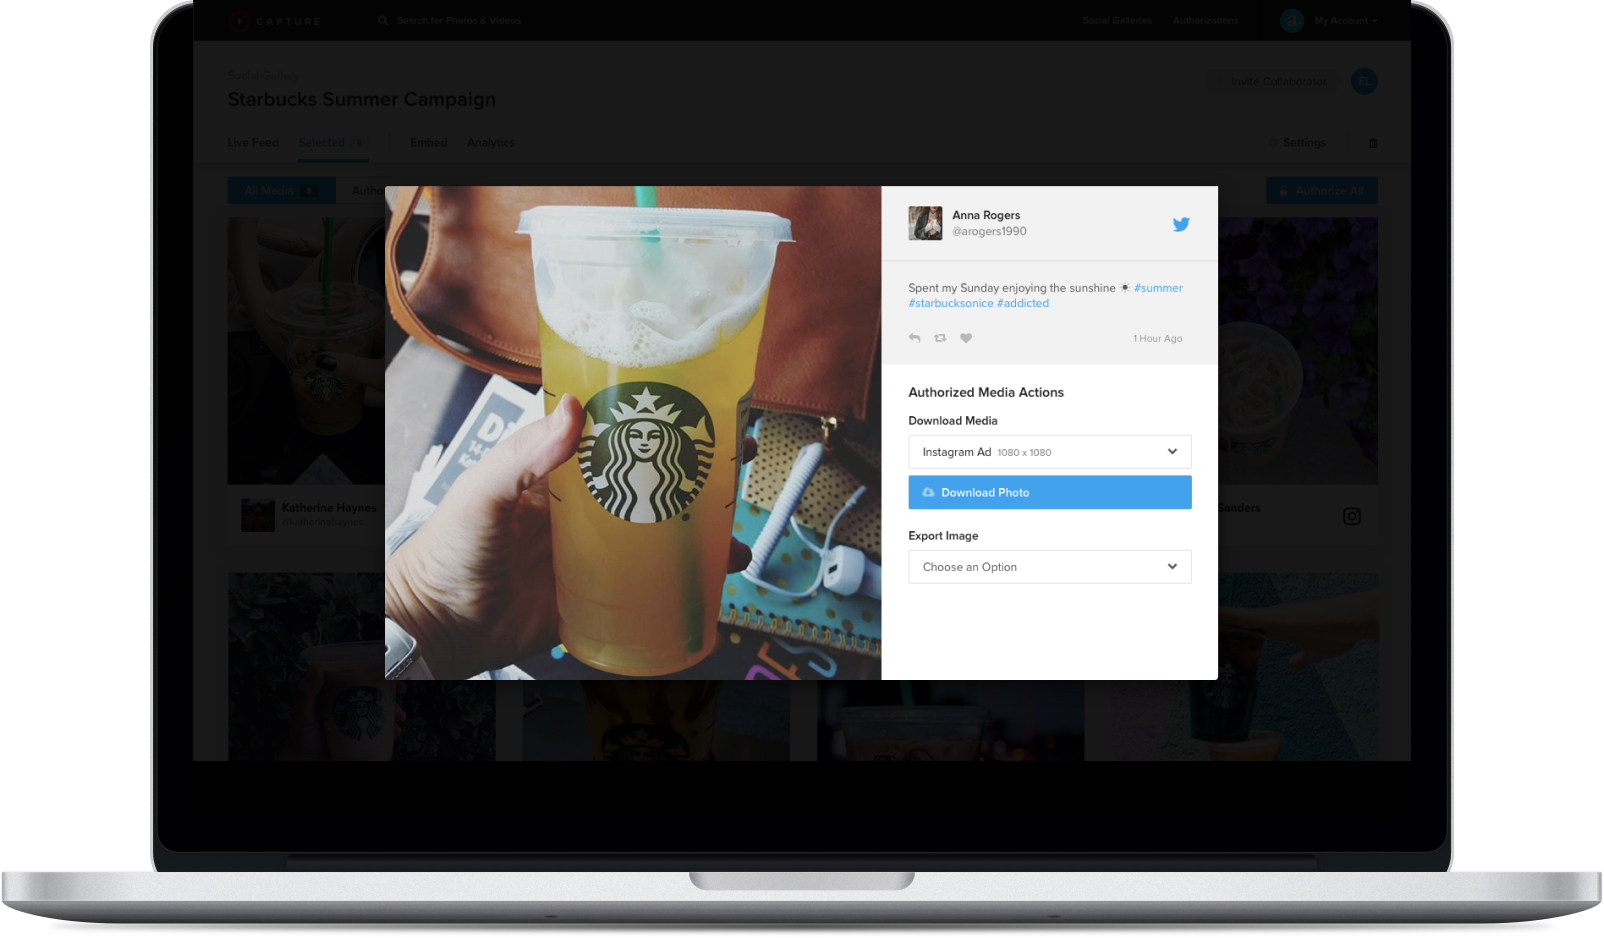 CAPTURE
Search for Photos & Videos
Social Galleries
Authorizations
My Account
Social Gallery
Starbucks Summer Campaign
Invite Collaborator
EL
Live Feed
Selected
Embed
Analytics
Settings
All Media
Autho
Authorize All
Anna Rogers
@arogers1990
Spent my Sunday enjoying the sunshine ☀ #summer
#starbucksonice #addicted
1 Hour Ago
Authorized Media Actions
Download Media
Instagram Ad 1080 x 1080
Download Photo
Export Image
Choose an Option
Katherine Haynes
@katherinehaynes
Sanders